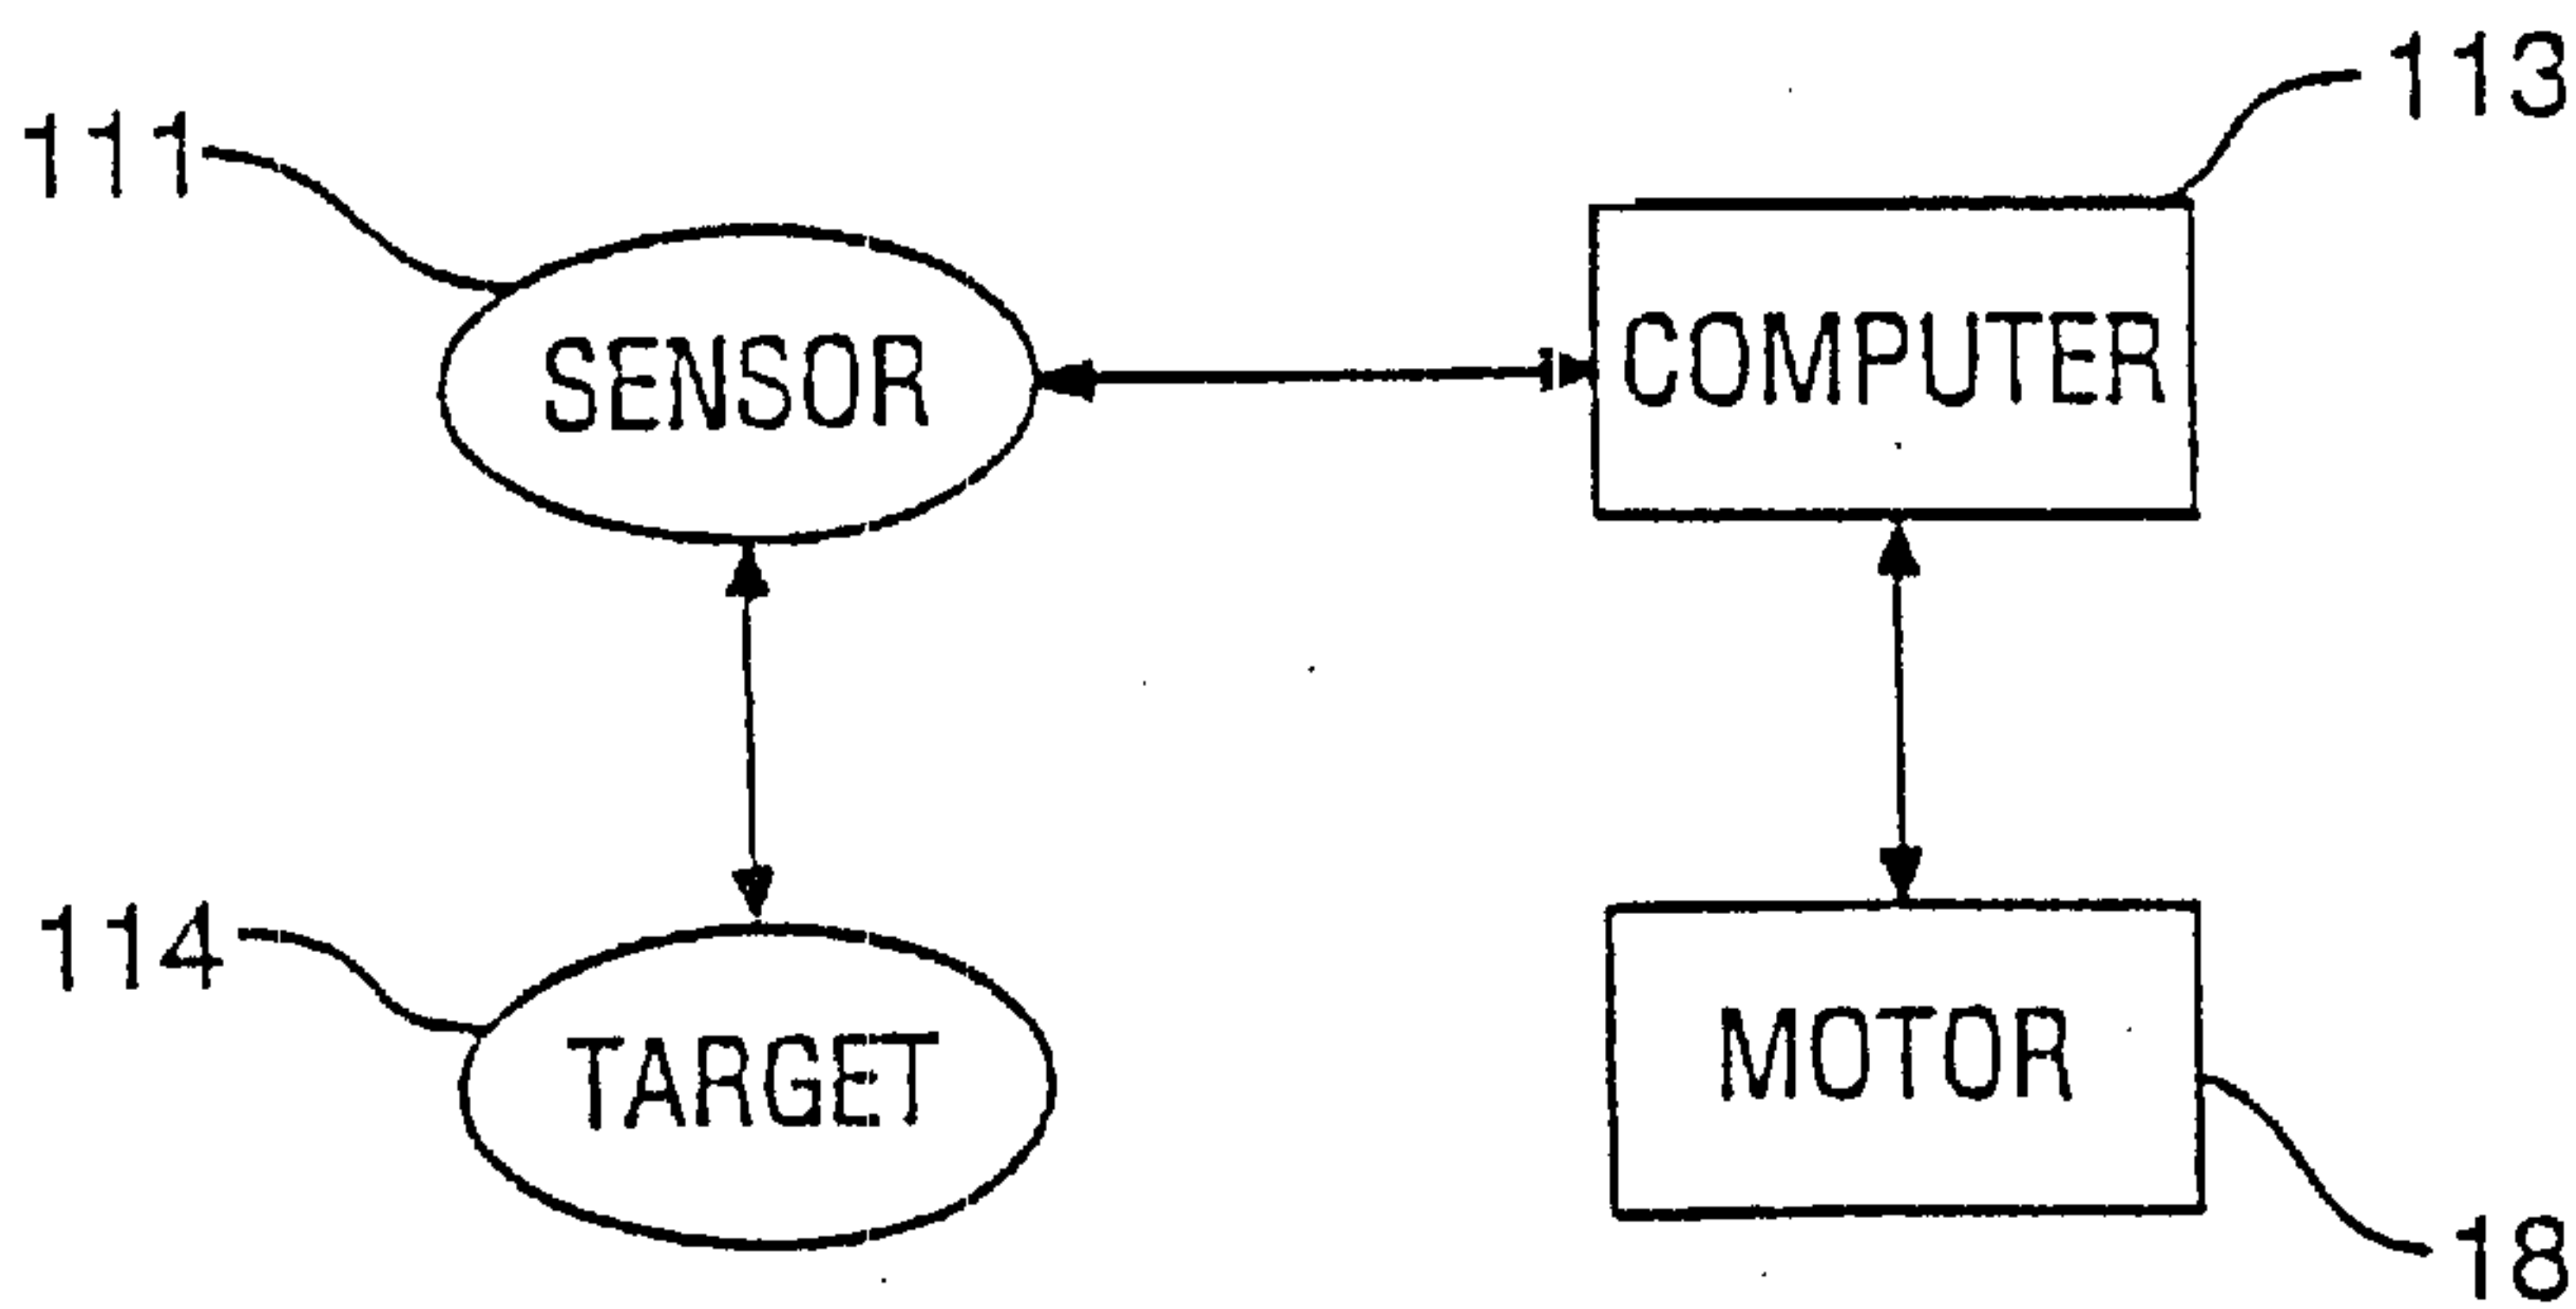 113
111
SENSOR
COMPUTER
114
TARGET
MOTOR
18